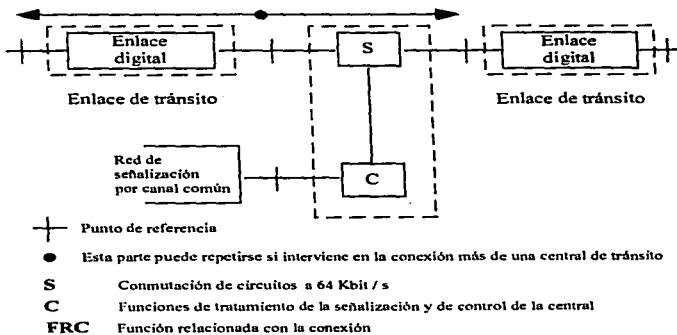 Enlace
digital
S
Enlace
digital
Enlace de tránsito
Enlace de tránsito
Red de
señalización
por canal común
C
Punto de referencia
Esta parte puede repetirse si interviene en la conexión más de una central de tránsito
S Conmutación de circuitos a 64 Kbit / s
C Funciones de tratamiento de la señalización y de control de la central
FRC Función relacionada con la conexión